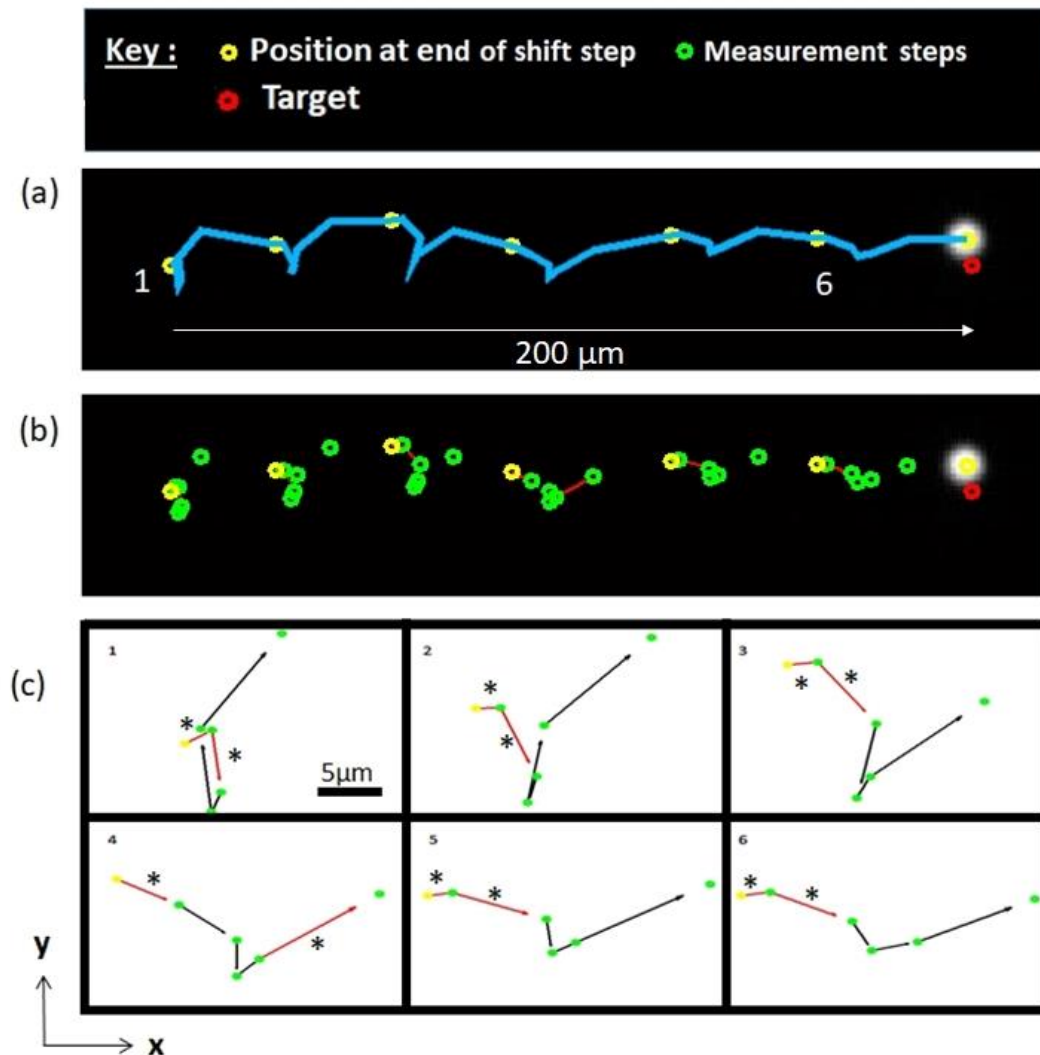 Key : Position at end of shift step Measurement steps
Target
(a)
1
6
200 µm
(b)
(c)
1
2
3
*
*
*
*
*
*
5µm
4
5
6
*
*
*
*
*
*
y
x